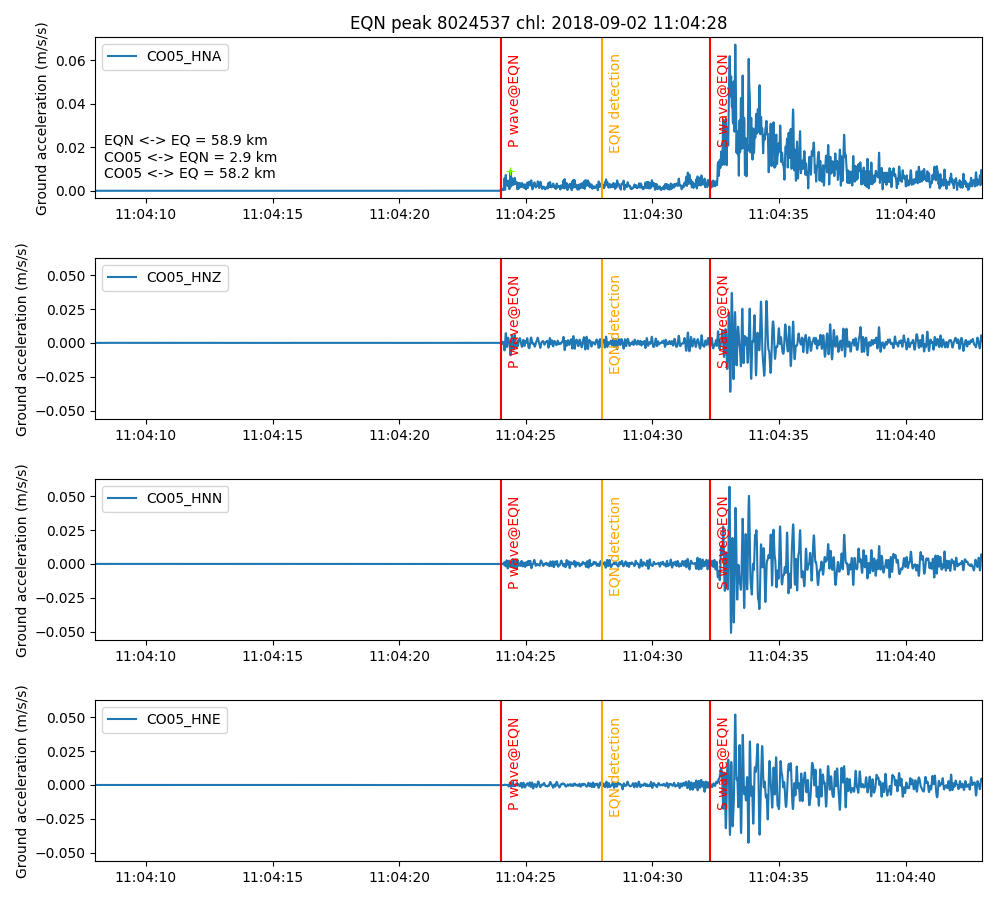 EQN peak 8024537 chl: 2018-09-02 11:04:28
Ground acceleration (m/s/s)
0.06
0.04
0.02
0.00
CO05_HNA
EQN <-> EQ = 58.9 km
CO05 <-> EQN = 2.9 km
CO05 <-> EQ = 58.2 km
P wave@EQN
EQN detection
S wave@EQN
11:04:10 11:04:15 11:04:20 11:04:25 11:04:30 11:04:35 11:04:40
Ground acceleration (m/s/s)
0.050
0.025
0.000
−0.025
−0.050
CO05_HNZ
P wave@EQN
EQN detection
S wave@EQN
11:04:10 11:04:15 11:04:20 11:04:25 11:04:30 11:04:35 11:04:40
Ground acceleration (m/s/s)
0.050
0.025
0.000
−0.025
−0.050
CO05_HNN
P wave@EQN
EQN detection
S wave@EQN
11:04:10 11:04:15 11:04:20 11:04:25 11:04:30 11:04:35 11:04:40
Ground acceleration (m/s/s)
0.050
0.025
0.000
−0.025
−0.050
CO05_HNE
P wave@EQN
EQN detection
S wave@EQN
11:04:10 11:04:15 11:04:20 11:04:25 11:04:30 11:04:35 11:04:40